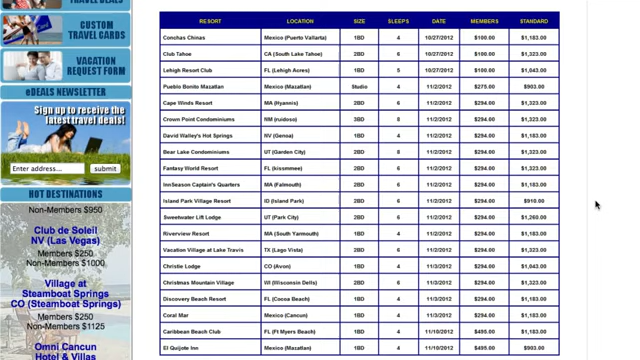 TRAVEL DEALS
CUSTOM
TRAVEL CARDS
VACATION
REQUEST FORM
eDEALS NEWSLETTER
Sign up to receive the
latest travel deals!
Enter address... submit
HOT DESTINATIONS
Non-Members $950
Club de Soleil
NV (Las Vegas)
Members $250
Non-Members $1000
Village at
Steamboat Springs
CO (Steamboat Springs)
Members $250
Non-Members $1125
Omni Cancun
Hotel & Villas
RESORT LOCATION SIZE SLEEPS DATE MEMBERS STANDARD
Conchas Chinas Mexico (Puerto Vallarta) 1BD 4 10/27/2012 $100.00 $1,183.00
Club Tahoe CA (South Lake Tahoe) 2BD 6 10/27/2012 $100.00 $1,323.00
Lehigh Resort Club FL (Lehigh Acres) 1BD 5 10/27/2012 $100.00 $1,043.00
Pueblo Bonito Mazatlan Mexico (Mazatlan) Studio 4 11/2/2012 $275.00 $903.00
Cape Winds Resort MA (Hyannis) 2BD 6 11/2/2012 $294.00 $1,323.00
Crown Point Condominiums NM (ruidoso) 3BD 8 11/2/2012 $294.00 $1,323.00
David Walley's Hot Springs NV (Genoa) 1BD 4 11/2/2012 $294.00 $1,183.00
Bear Lake Condominiums UT (Garden City) 2BD 8 11/2/2012 $294.00 $1,323.00
Fantasy World Resort FL (kissmmee) 2BD 6 11/2/2012 $294.00 $1,323.00
InnSeason Captain's Quarters MA (Falmouth) 2BD 6 11/2/2012 $294.00 $1,183.00
Island Park Village Resort ID (Island Park) 2BD 6 11/2/2012 $294.00 $910.00
Sweetwater Lift Lodge UT (Park City) 2BD 6 11/2/2012 $294.00 $1,260.00
Riverview Resort MA (South Yarmouth) 1BD 4 11/2/2012 $294.00 $1,183.00
Vacation Village at Lake Travis TX (Lago Vista) 2BD 6 11/2/2012 $294.00 $1,323.00
Christie Lodge CO (Avon) 1BD 4 11/3/2012 $294.00 $1,043.00
Christmas Mountain Village WI (Wisconsin Dells) 2BD 6 11/3/2012 $294.00 $1,323.00
Discovery Beach Resort FL (Cocoa Beach) 1BD 4 11/3/2012 $294.00 $1,183.00
Coral Mar Mexico (Cancun) 1BD 4 11/3/2012 $294.00 $1,183.00
Caribbean Beach Club FL (Ft Myers Beach) 1BD 4 11/10/2012 $495.00 $1,183.00
El Quijote Inn Mexico (Mazatlan) 1BD 4 11/10/2012 $495.00 $903.00